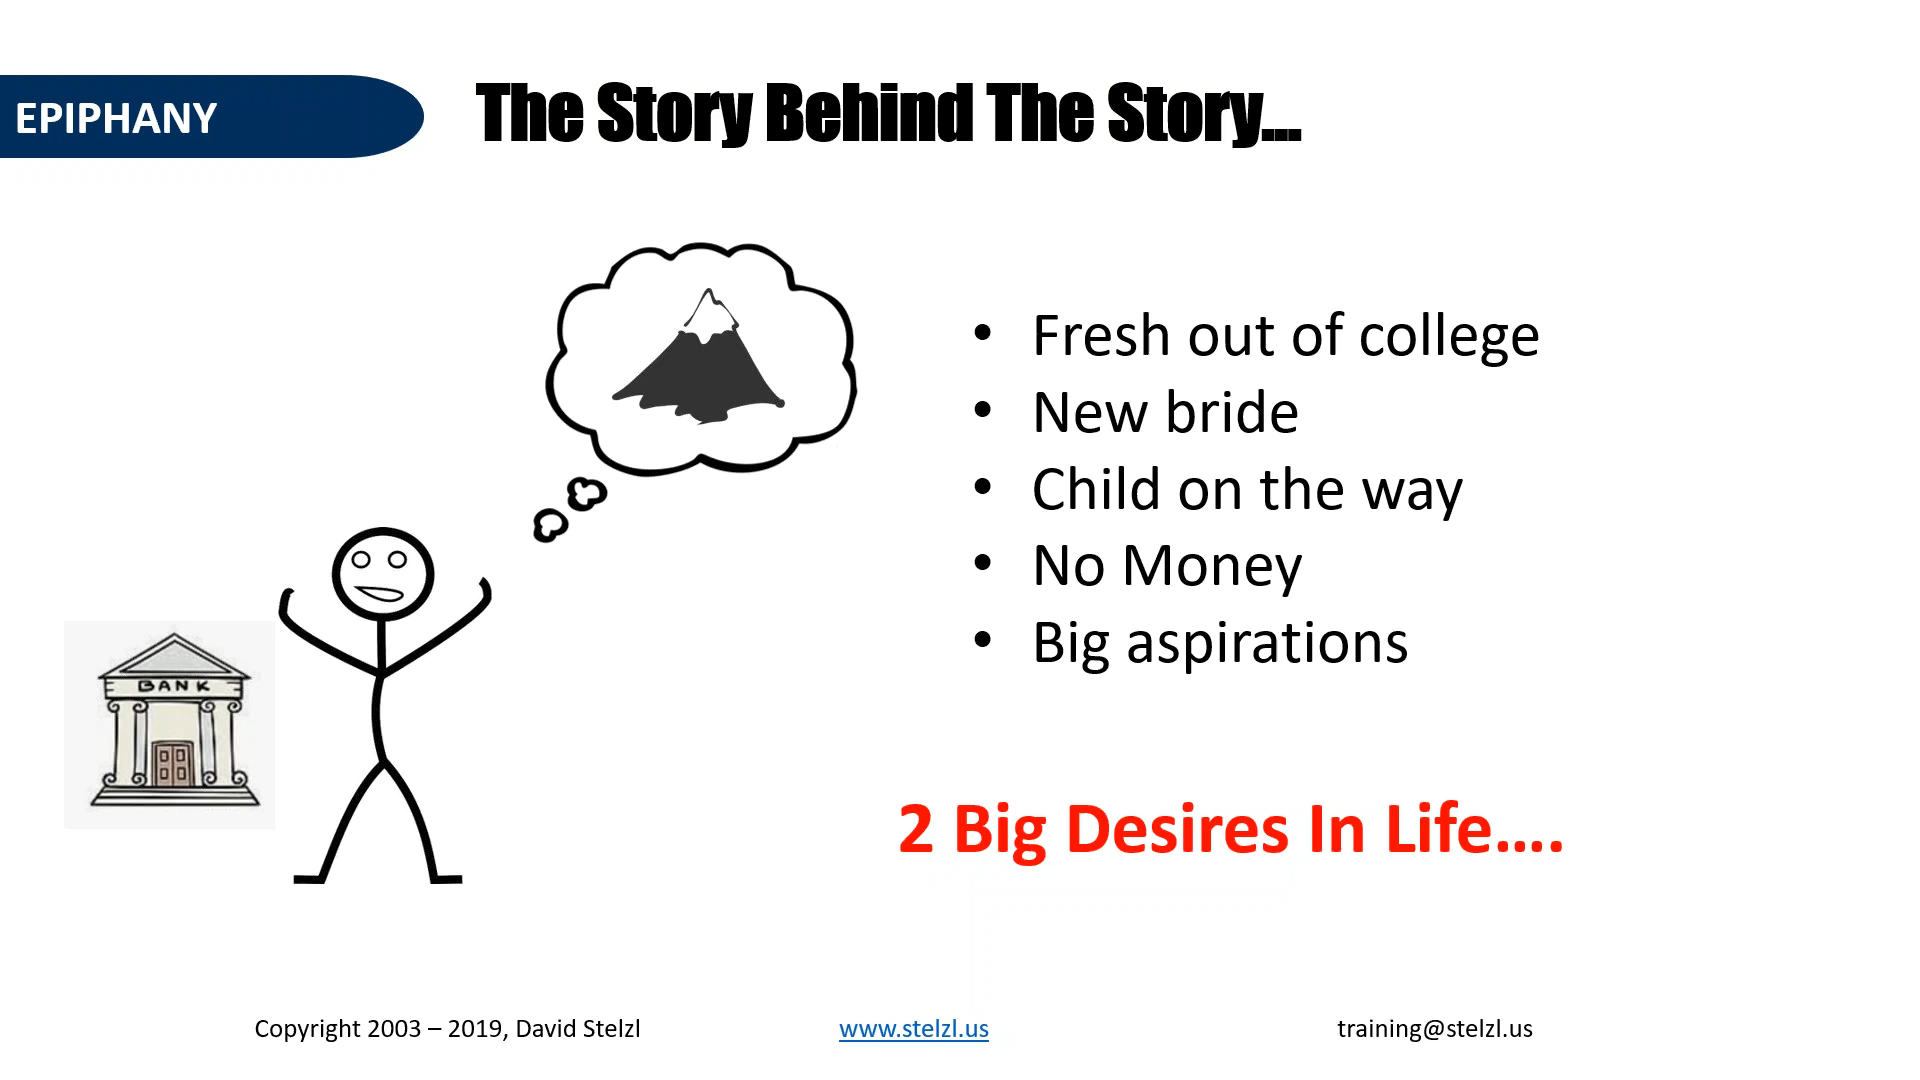 EPIPHANY
The Story Behind The Story...
• Fresh out of college
• New bride
• Child on the way
• No Money
• Big aspirations
BANK
2 Big Desires In Life....
Copyright 2003 – 2019, David Stelzl
www.stelzl.us
training@stelzl.us